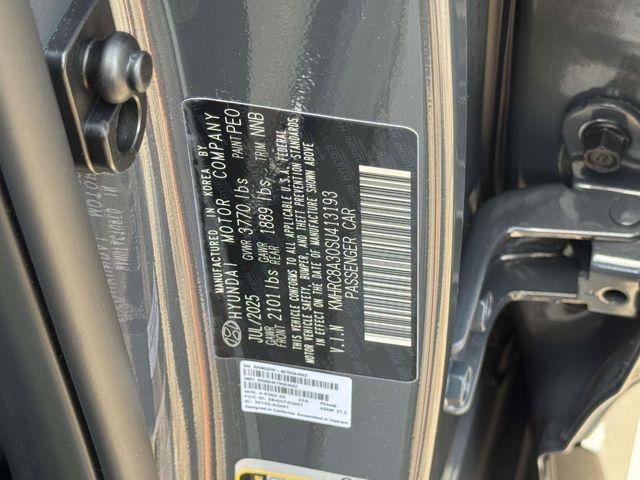 MANUFACTURED IN KOREA BY
HYUNDAI MOTOR COMPANY
JUL/2025 GVWR 3770 lbs PAINT PEO
GAWR FRONT 2101lbs GAWR REAR 1889 lbs TRIM NNB
THIS VEHICLE CONFORMS TO ALL APPLICABLE U.S.A. FEDERAL
MOTOR VEHICLE SAFETY, BUMPER, AND THEFT PREVENTION STANDARDS
IN EFFECT ON THE DATE OF MANUFACTURE SHOWN ABOVE.
V.I.N KMHRC8A30SU413193
PASSENGER CAR